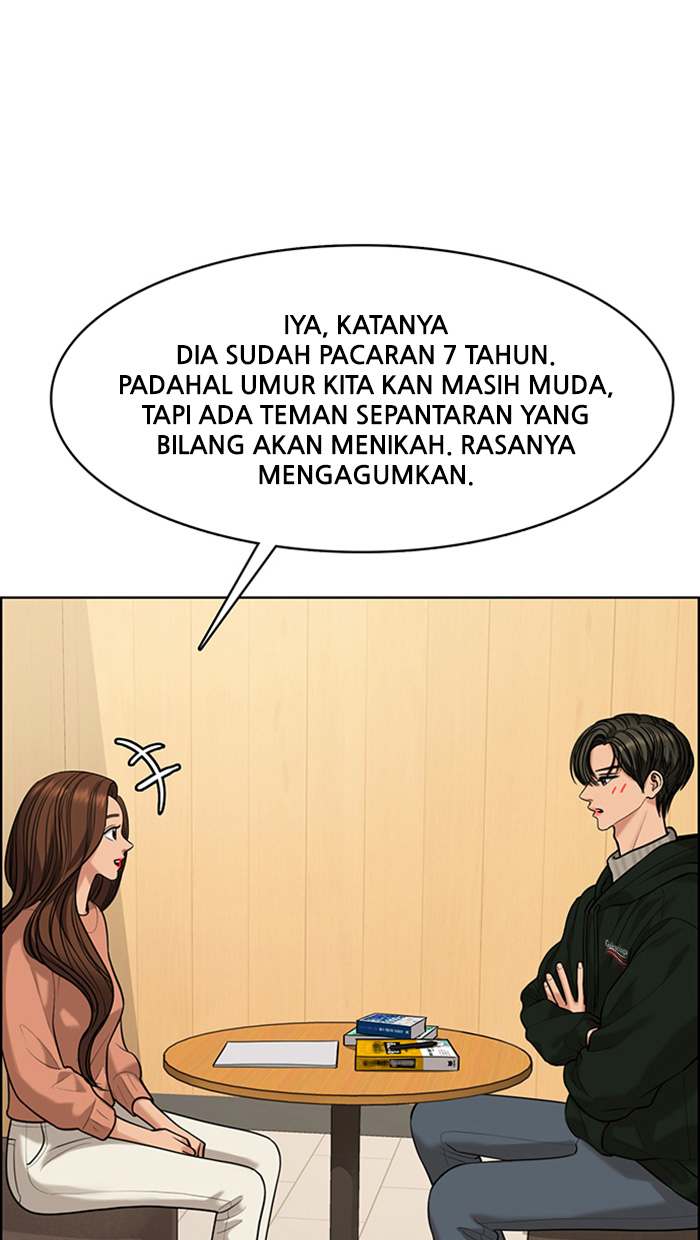 IYA, KATANYA
DIA SUDAH PACARAN 7 TAHUN.
PADAHAL UMUR KITA KAN MASIH MUDA,
TAPI ADA TEMAN SEPANTARAN YANG
BILANG AKAN MENIKAH. RASANYA
MENGAGUMKAN.